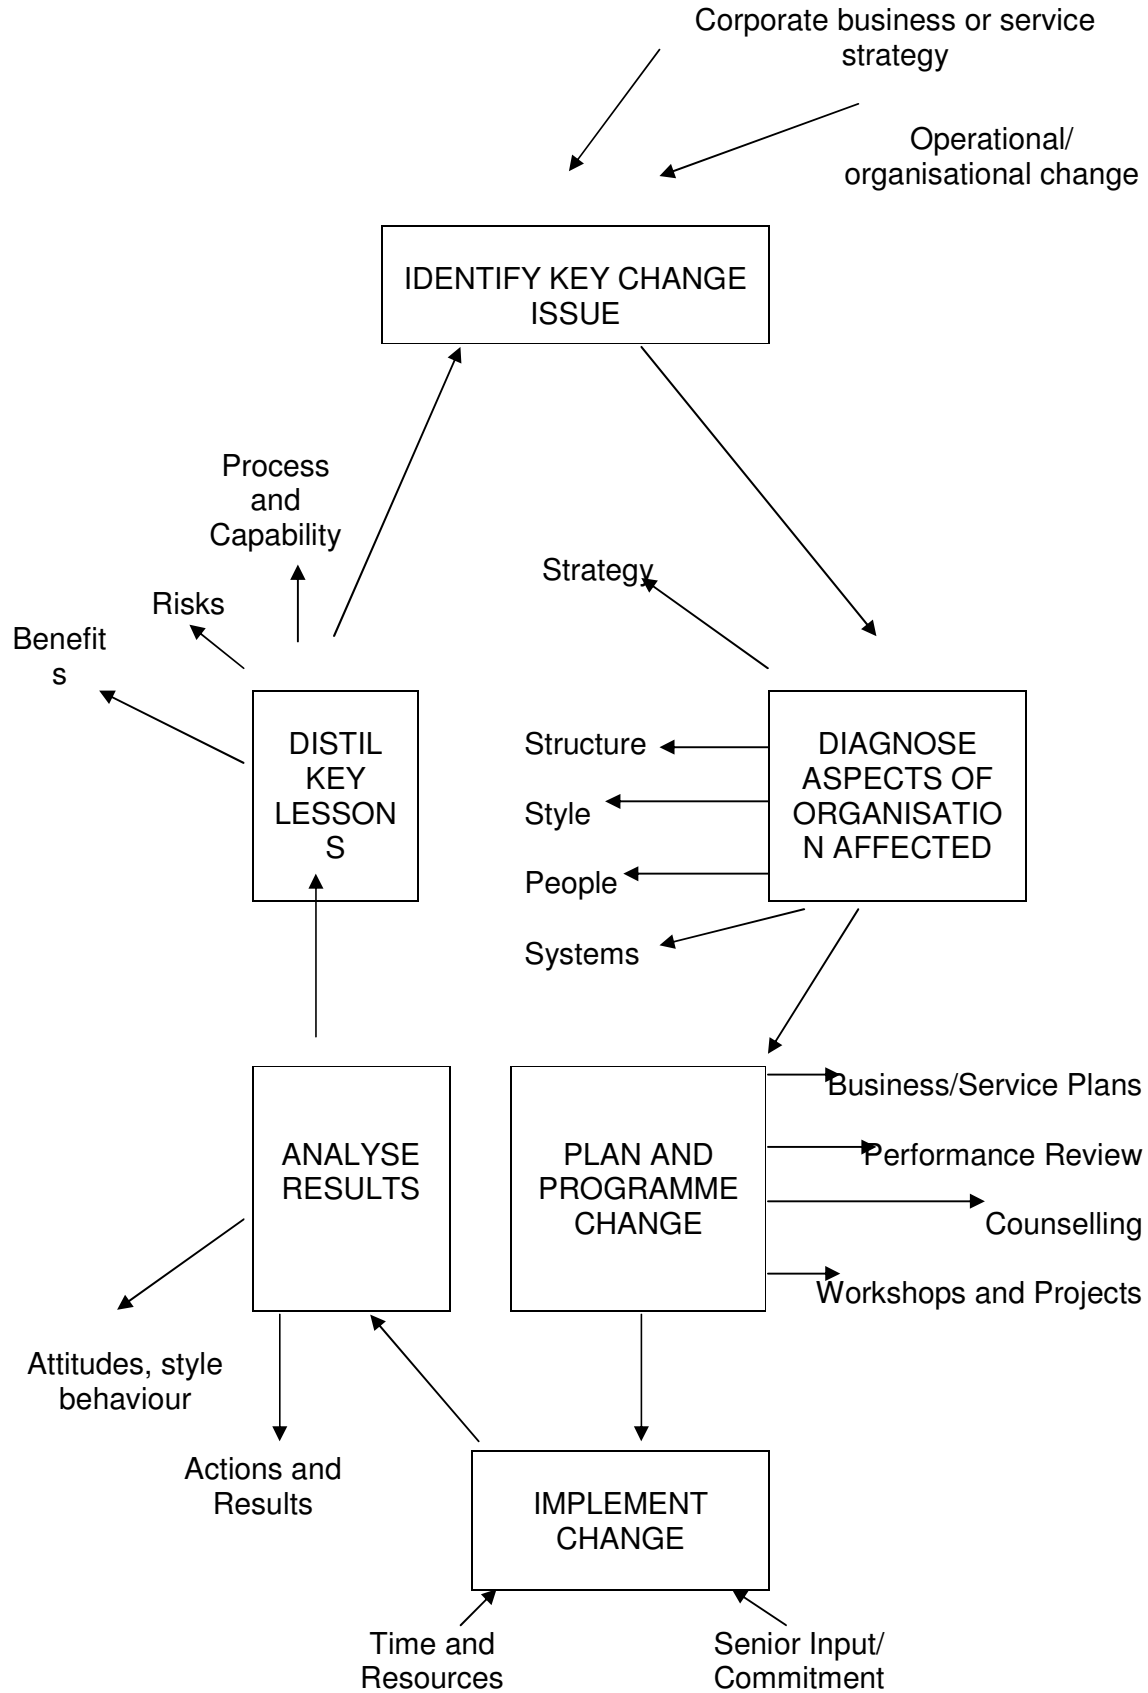 Corporate business or service
strategy
Operational/
organisational change
IDENTIFY KEY CHANGE
ISSUE
Process
and
Capability
Strategy
Risks
Benefit
s
DISTIL
KEY
LESSON
S
Structure
Style
People
Systems
DIAGNOSE
ASPECTS OF
ORGANISATIO
N AFFECTED
ANALYSE
RESULTS
PLAN AND
PROGRAMME
CHANGE
Business/Service Plans
Performance Review
Counselling
Workshops and Projects
Attitudes, style
behaviour
Actions and
Results
IMPLEMENT
CHANGE
Time and
Resources
Senior Input/
Commitment